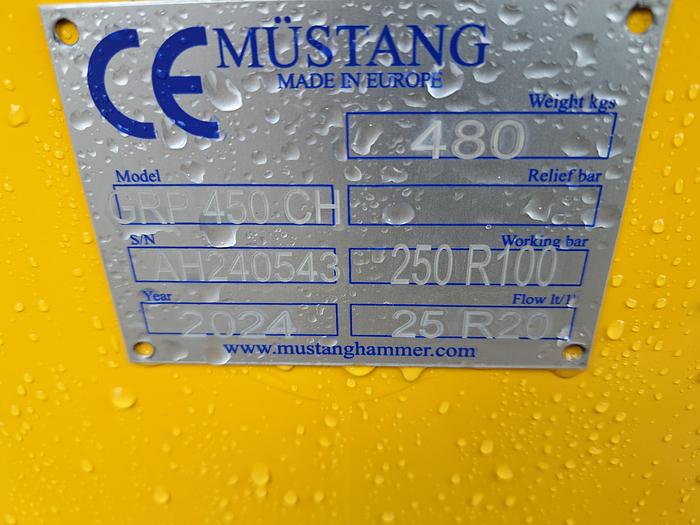 CE MÜSTANG
MADE IN EUROPE
Weight kgs
480
Model
Relief bar
GRP 450 CH
S/N
Working bar
AH240543
250 R100
Year
Flow lt/1'
2024
25 R20
www.mustanghammer.com